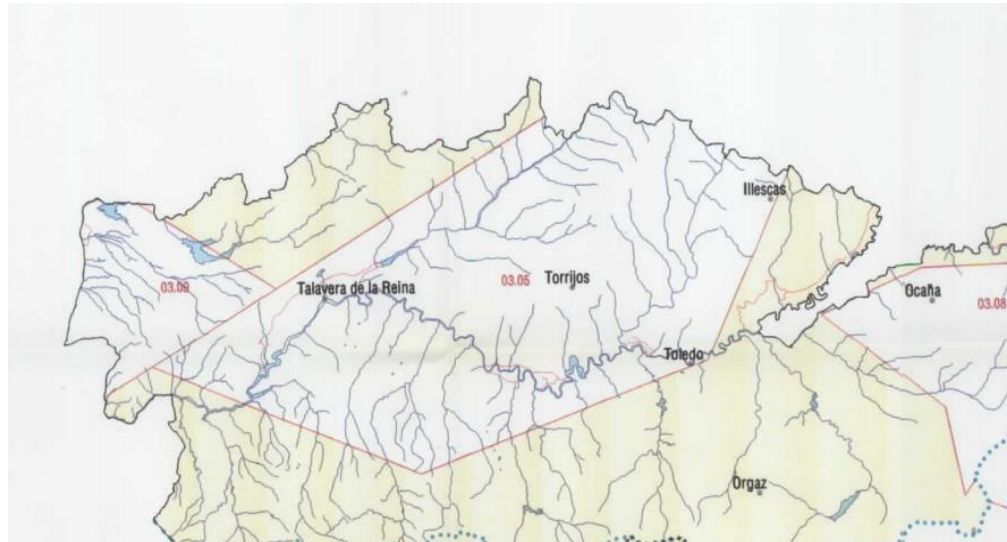 Illescas
03.09
Talavera de la Reina
03.05
Torrijos
Ocaña
03.08
Toledo
Orgaz